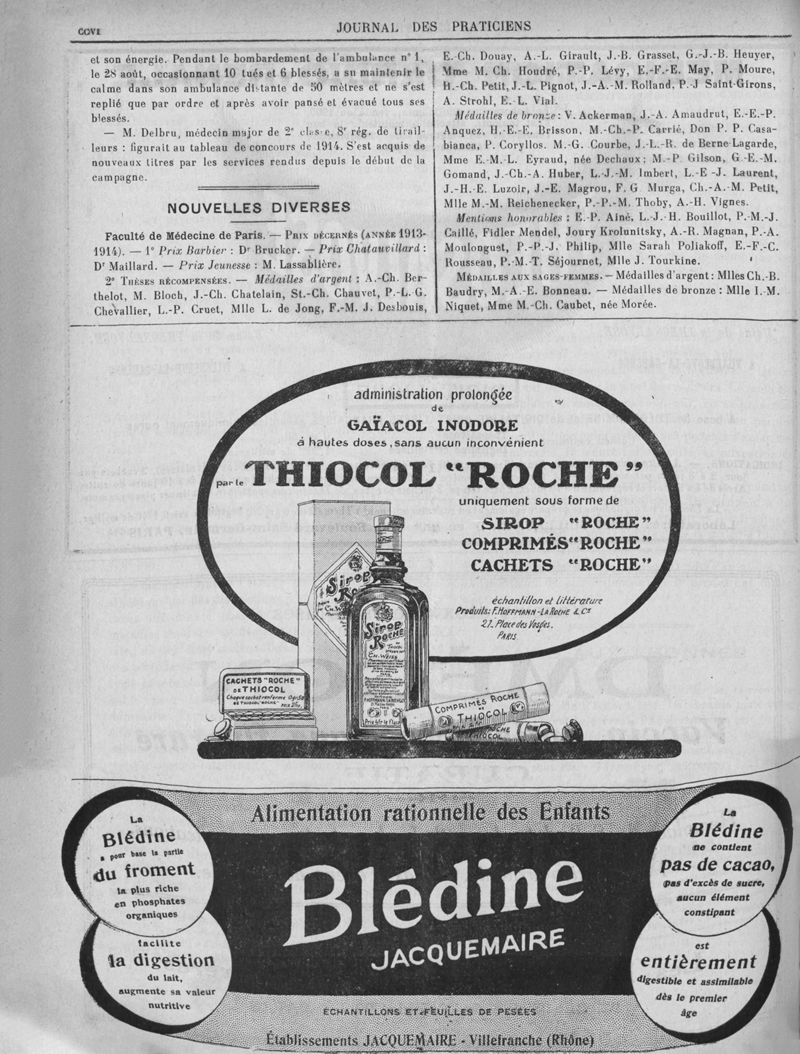 CCVI
JOURNAL DES PRATICIENS
et son énergie. Pendant le bombardement de l'ambulance n° 1,
le 28 août, occasionnant 10 tués et 6 blessés, a su maintenir le
calme dans son ambulance distante de 50 mètres et ne s'est
replié que par ordre et après avoir pansé et évacué tous ses
blessés.
— M. Delbru, médecin major de 2e classe, 8e rég. de tirail-
leurs : figurait au tableau de concours de 1914. S'est acquis de
nouveaux titres par les services rendus depuis le début de la
campagne.
NOUVELLES DIVERSES
Faculté de Médecine de Paris. — PRIX DÉCERNÉS (ANNÉE 1913-
1914). — 1° Prix Barbier : Dr Brucker. — Prix Chatauvillard :
Dr Maillard. — Prix Jeunesse : M. Lassablière.
2° THÈSES RÉCOMPENSÉES. — Médailles d'argent : A.-Ch. Ber-
thelot, M. Bloch, J.-Ch. Chatelain, St.-Ch. Chauvet, P.-L. G.
Chevallier, L.-P. Cruet, Mlle L. de Jong, F.-M. J. Desbouis,
E.-Ch. Douay, A.-L. Girault, J.-B. Grasset, G.-J.-B. Heuyer,
Mme M. Ch. Houdré, P.-P. Lévy, E.-F.-E. May, P. Moure,
H.-Ch. Petit, J.-L. Pignot, J.-A.-M. Rolland, P.-J Saint-Girons,
A. Strohl, E.-L. Vial.
Médailles de bronze : V. Ackerman, J.-A. Amaudrut, E.-E.-P.
Anquez, H.-E.-E, Brisson, M.-Ch.-P. Carrié, Don P. P. Casa-
bianca, P. Coryllos. M.-G. Courbe, J.-L.-R. de Berne-Lagarde,
Mme E.-M.-L. Eyraud, née Dechaux; M.-P Gilson, G.-E.-M.
Gomand, J.-Ch.-A. Huber, L.-J.-M. Imbert, L.-E-J. Laurent,
J.-H.-E. Luzoir, J.-E. Magrou, F. G Murga, Ch.-A.-M. Petit,
Mlle M.-M. Reichenecker, P.-P.-M. Thoby, A.-H. Vignes.
Mentions honorables : E.-P. Ainé, L.-J.-H. Bouillot, P.-M.-J.
Caillé, Fidler Mendel, Joury Krolunitsky, A.-R. Magnan, P.-A.
Moulonguet, P.-P.-J. Philip, Mlle Sarah Poliakoff, E.-F.-C.
Rousseau, P.-M.-T. Séjournet, Mlle J. Tourkine.
MÉDAILLES AUX SAGES-FEMMES. — Médailles d'argent : Mlles Ch.-B.
Baudry, M.-A.-E. Bonneau. — Médailles de bronze : Mlle I.-M.
Niquet, Mme M.-Ch. Caubet, née Morée.
administration prolongée
de
GAÏACOL INODORE
à hautes doses, sans aucun inconvénient
par le THIOCOL "ROCHE"
uniquement sous forme de
SIROP "ROCHE"
COMPRIMÉS "ROCHE"
CACHETS "ROCHE"
échantillon et littérature
Produits: F. HOFFMANN-LA ROCHE & Cie
21. Place des Vosges.
PARIS
Sirop
ROCHE
Sirop
ROCHE
AU
THIOCOL
CACHETS "ROCHE"
DE THIOCOL
DE THIOCOL "ROCHE"
COMPRIMÉS ROCHE
"THIOCOL"
ROCHE
THIOCOL
La
Blédine
a pour base la partie
du froment
la plus riche
en phosphates
organiques
facilite
la digestion
du lait,
augmente sa valeur
nutritive
Alimentation rationnelle des Enfants
Blédine
JACQUEMAIRE
ÉCHANTILLONS ET FEUILLES DE PESÉES
Établissements JACQUEMAIRE - Villefranche (Rhône)
La
Blédine
ne contient
pas de cacao,
pas d'excès de sucre,
aucun élément
constipant
est
entièrement
digestible et assimilable
dès le premier
âge